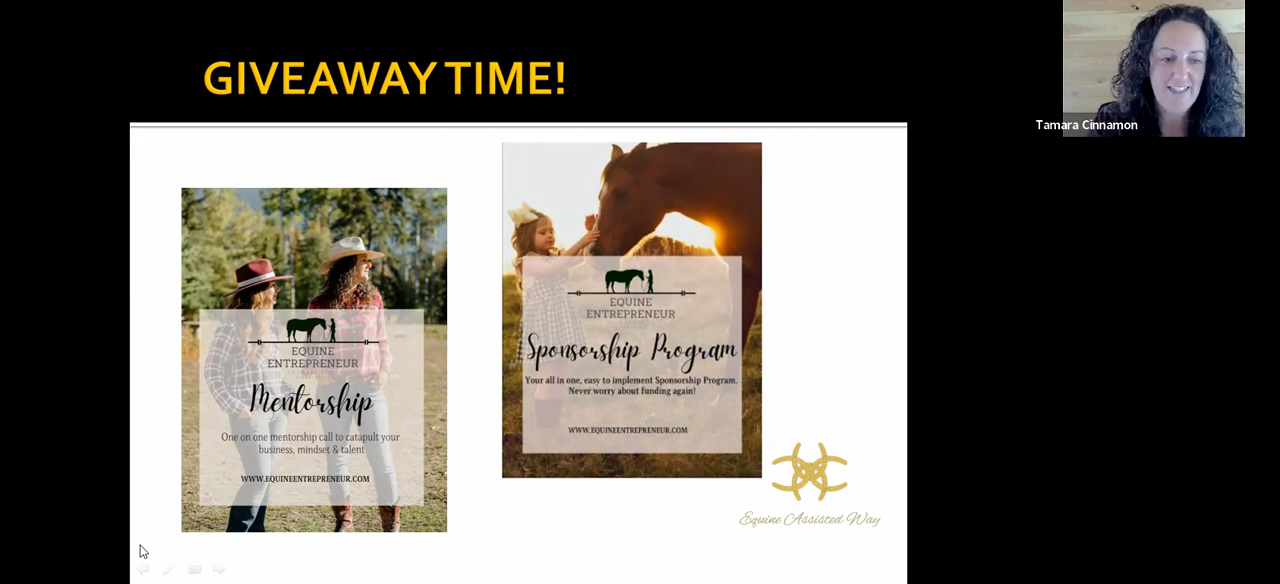 GIVEAWAY TIME!
Tamara Cinnamon
EQUINE
ENTREPRENEUR
Mentorship
One on one mentorship call to catapult your
business, mindset & talent
WWW.EQUINEENTREPRENEUR.COM
EQUINE
ENTREPRENEUR
Sponsorship Program
Your all in one, easy to implement Sponsorship Program.
Never worry about funding again!
WWW.EQUINEENTREPRENEUR.COM
Equine Assisted Way